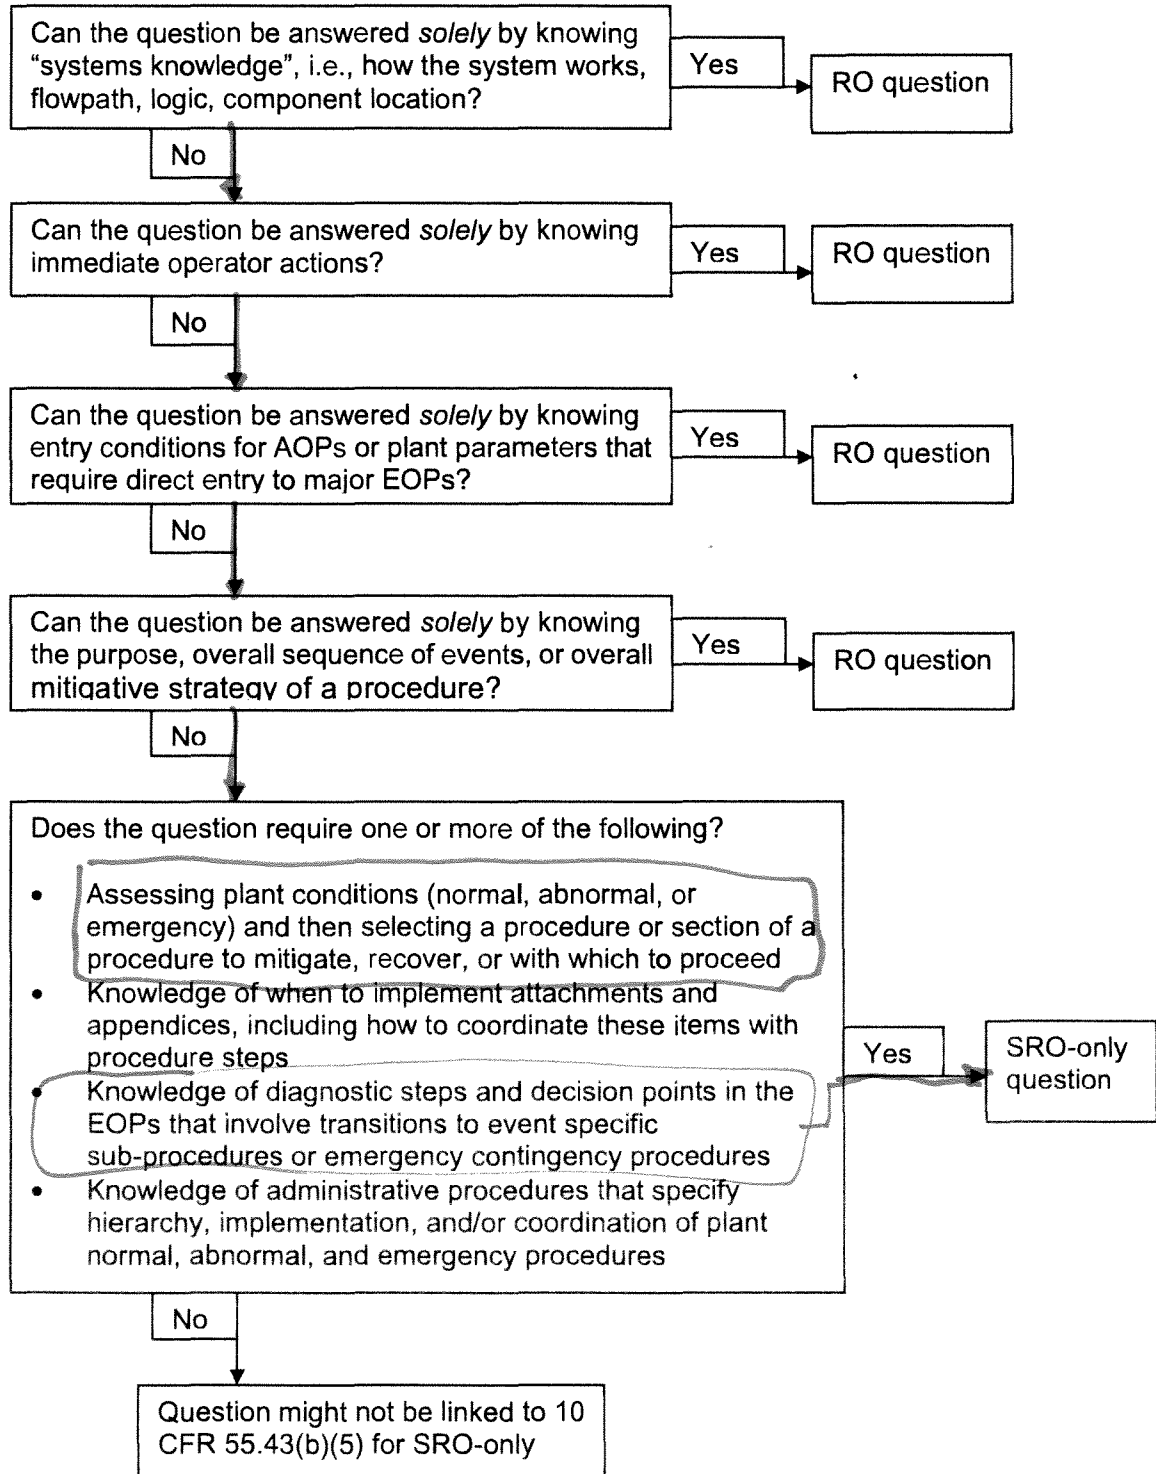 Can the question be answered solely by knowing
"systems knowledge", i.e., how the system works,
flowpath, logic, component location?
Yes
RO question
No
Can the question be answered solely by knowing
immediate operator actions?
Yes
RO question
No
Can the question be answered solely by knowing
entry conditions for AOPs or plant parameters that
require direct entry to major EOPs?
Yes
RO question
No
Can the question be answered solely by knowing
the purpose, overall sequence of events, or overall
mitigative strategy of a procedure?
Yes
RO question
No
Does the question require one or more of the following?
• Assessing plant conditions (normal, abnormal, or
emergency) and then selecting a procedure or section of a
procedure to mitigate, recover, or with which to proceed
• Knowledge of when to implement attachments and
appendices, including how to coordinate these items with
procedure steps
• Knowledge of diagnostic steps and decision points in the
EOPs that involve transitions to event specific
sub-procedures or emergency contingency procedures
• Knowledge of administrative procedures that specify
hierarchy, implementation, and/or coordination of plant
normal, abnormal, and emergency procedures
Yes
SRO-only
question
No
Question might not be linked to 10
CFR 55.43(b)(5) for SRO-only